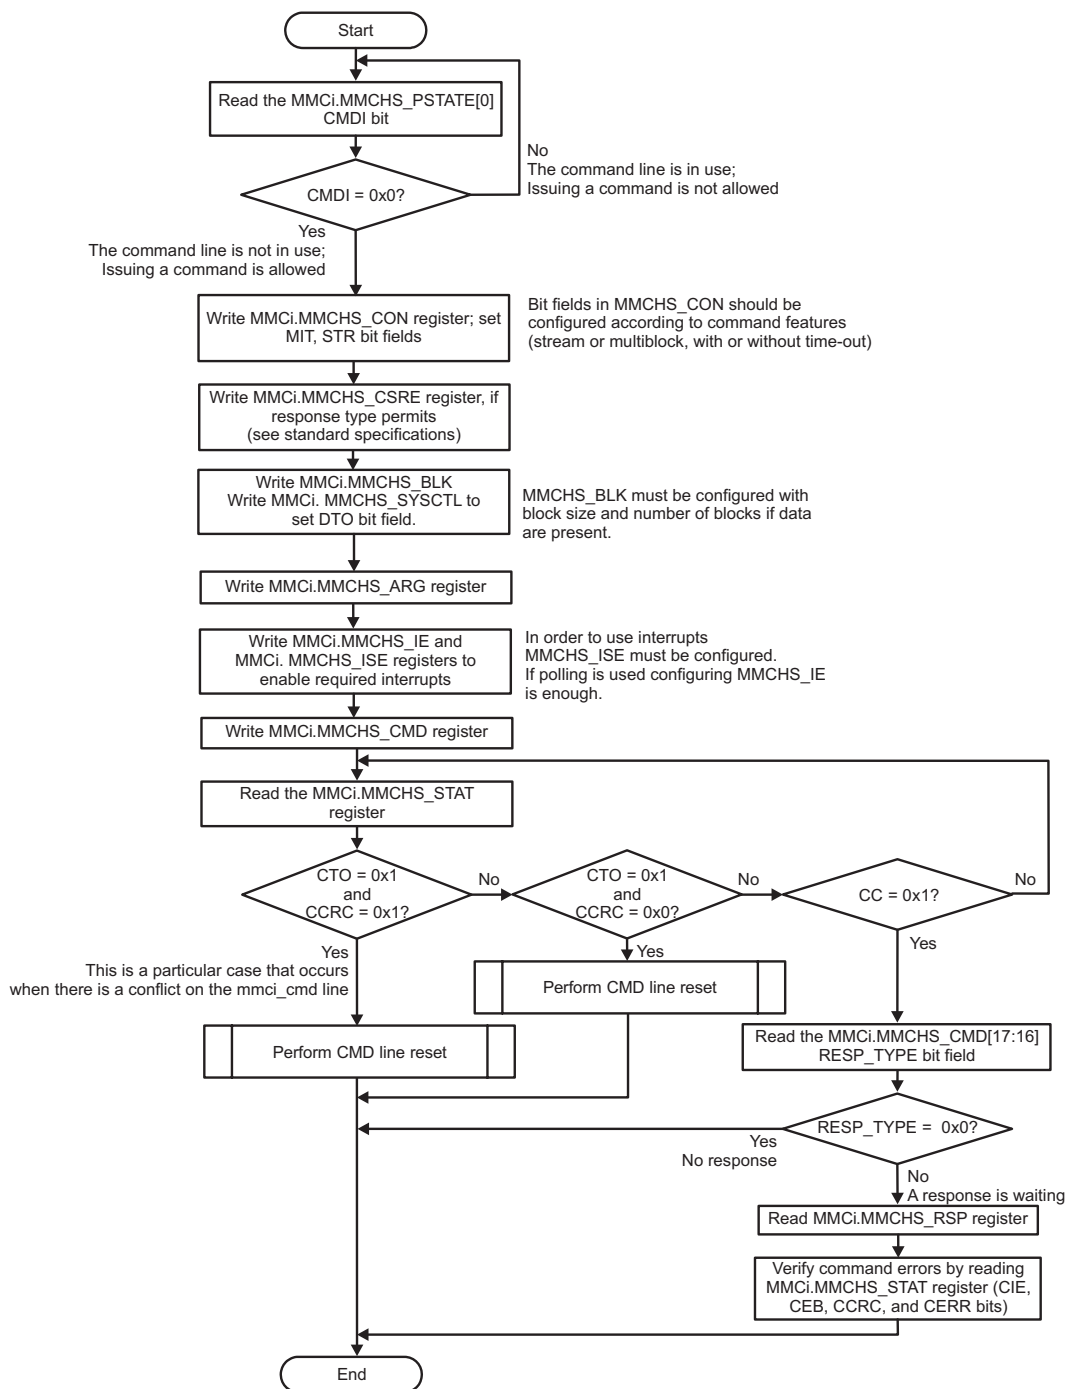 Start
Read the MMCi.MMCHS_PSTATE[0]
CMDI bit
No
The command line is in use;
Issuing a command is not allowed
CMDI = 0x0?
Yes
The command line is not in use;
Issuing a command is allowed
Write MMCi.MMCHS_CON register; set
MIT, STR bit fields
Bit fields in MMCHS_CON should be
configured according to command features
(stream or multiblock, with or without time-out)
Write MMCi.MMCHS_CSRE register, if
response type permits
(see standard specifications)
Write MMCi.MMCHS_BLK
Write MMCi. MMCHS_SYSCTL to
set DTO bit field.
MMCHS_BLK must be configured with
block size and number of blocks if data
are present.
Write MMCi.MMCHS_ARG register
Write MMCi.MMCHS_IE and
MMCi. MMCHS_ISE registers to
enable required interrupts
In order to use interrupts
MMCHS_ISE must be configured.
If polling is used configuring MMCHS_IE
is enough.
Write MMCi.MMCHS_CMD register
Read the MMCi.MMCHS_STAT
register
CTO = 0x1
and
CCRC = 0x1?
No
CTO = 0x1
and
CCRC = 0x0?
No
CC = 0x1?
No
Yes
This is a particular case that occurs
when there is a conflict on the mmci_cmd line
Yes
Yes
Perform CMD line reset
Perform CMD line reset
Read the MMCi.MMCHS_CMD[17:16]
RESP_TYPE bit field
RESP_TYPE = 0x0?
Yes
No response
No
A response is waiting
Read MMCi.MMCHS_RSP register
Verify command errors by reading
MMCi.MMCHS_STAT register (CIE,
CEB, CCRC, and CERR bits)
End